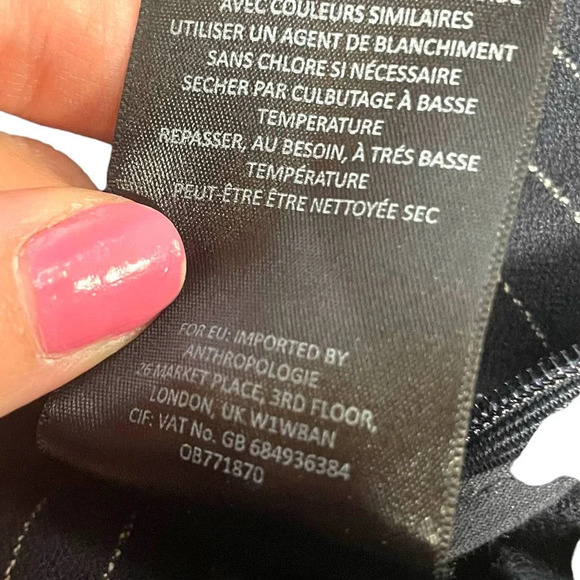 AVEC COULEURS SIMILAIRES
UTILISER UN AGENT DE BLANCHIMENT
SANS CHLORE SI NÉCESSAIRE
SECHER PAR CULBUTAGE À BASSE
TEMPERATURE
REPASSER, AU BESOIN, À TRÉS BASSE
TEMPÉRATURE
PEUT-ÊTRE ÊTRE NETTOYÉE SEC
FOR EU: IMPORTED BY
ANTHROPOLOGIE
26 MARKET PLACE, 3RD FLOOR,
LONDON, UK W1W8AN
CIF: VAT No. GB 684936384
OB771870